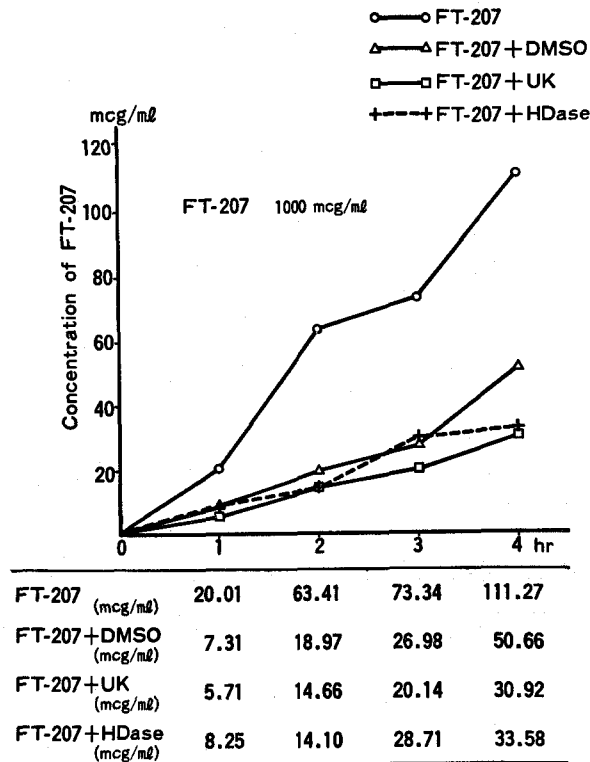 FT-207
FT-207+DMSO
FT-207+UK
FT-207+HDase
mcg/mℓ
120
100
80
60
40
20
Concentration of FT-207
FT-207 1000 mcg/mℓ
0 1 2 3 4 hr
FT-207 (mcg/mℓ) 20.01 63.41 73.34 111.27
FT-207+DMSO (mcg/mℓ) 7.31 18.97 26.98 50.66
FT-207+UK (mcg/mℓ) 5.71 14.66 20.14 30.92
FT-207+HDase (mcg/mℓ) 8.25 14.10 28.71 33.58